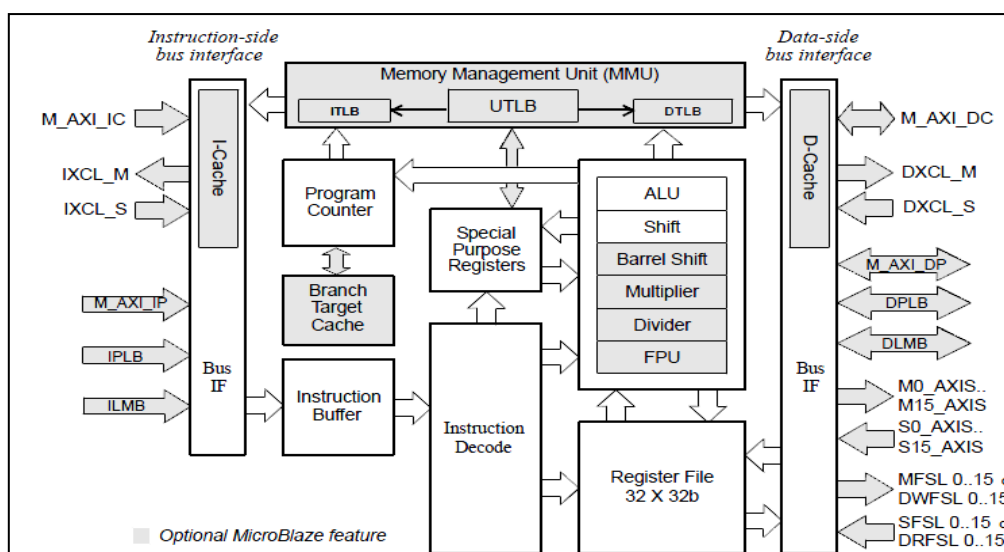 Instruction-side
bus interface
Data-side
bus interface
Memory Management Unit (MMU)
ITLB
UTLB
DTLB
M_AXI_IC
IXCL_M
IXCL_S
I-Cache
M_AXI_IP
IPLB
ILMB
Bus
IF
Program
Counter
Branch
Target
Cache
Instruction
Buffer
Special
Purpose
Registers
Instruction
Decode
ALU
Shift
Barrel Shift
Multiplier
Divider
FPU
Register File
32 X 32b
D-Cache
Bus
IF
M_AXI_DC
DXCL_M
DXCL_S
M_AXI_DP
DPLB
DLMB
M0_AXIS..
M15_AXIS
S0_AXIS..
S15_AXIS
MFSL 0..15
DWFSL 0..15
SFSL 0..15
DRFSL 0..15
Optional MicroBlaze feature